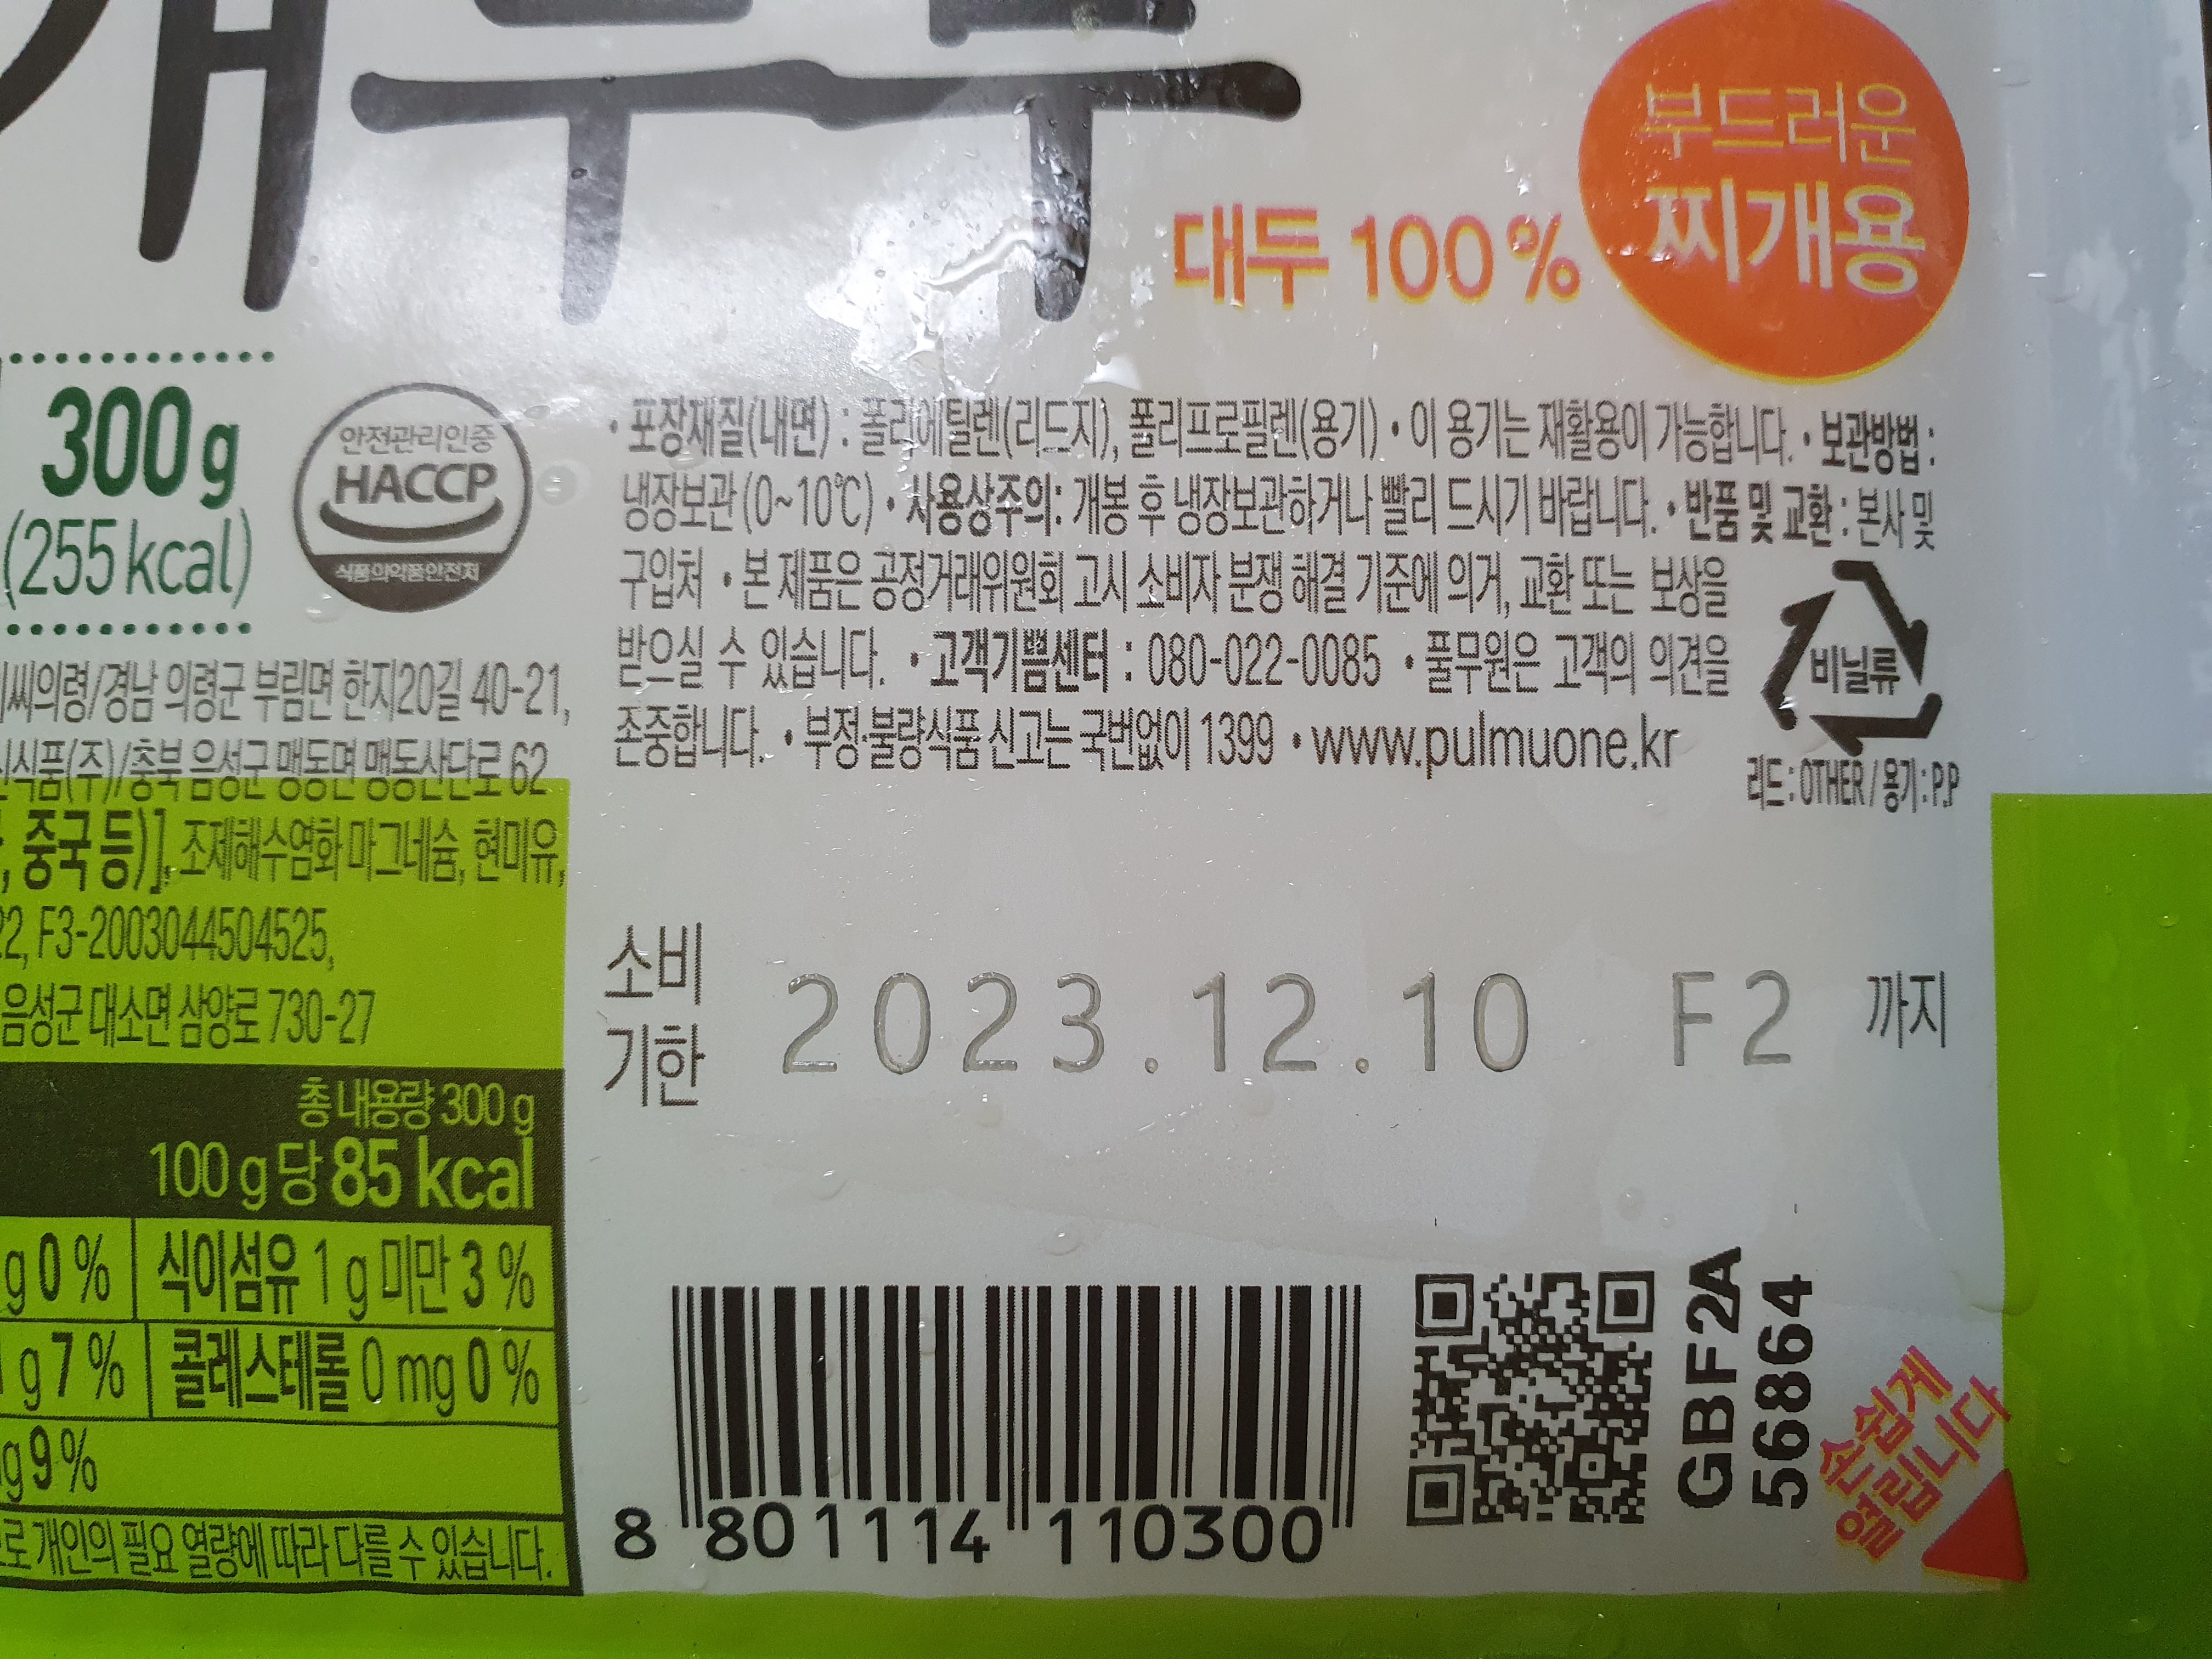 개두부
부드러운
찌개용
대두 100 %
300 g
(255 kcal)
안전관리인증
HACCP
식품의약품안전처
• 포장재질(내면) : 폴리에틸렌(리드지), 폴리프로필렌(용기) • 이 용기는 재활용이 가능합니다. • 보관방법 :
냉장보관 (0~10℃) • 사용상주의: 개봉 후 냉장보관하거나 빨리 드시기 바랍니다. • 반품 및 교환 : 본사 및
구입처 • 본 제품은 공정거래위원회 고시 소비자 분쟁 해결 기준에 의거, 교환 또는 보상을
받으실 수 있습니다. • 고객기쁨센터 : 080-022-0085 • 풀무원은 고객의 의견을
존중합니다. • 부정·불량식품 신고는 국번없이 1399 • www.pulmuone.kr
비닐류
리드 : OTHER / 용기 : P.P
씨의령/경남 의령군 부림면 한지20길 40-21,
식품(주)/충북 음성군 맹동면 맹동산단로 62
, 중국 등)], 조제해수염화마그네슘, 현미유,
22, F3-2003044504525,
음성군 대소면 삼양로 730-27
총 내용량 300 g
100 g당 85 kcal
g 0 % 식이섬유 1 g 미만 3 %
g 7 % 콜레스테롤 0 mg 0 %
g 9 %
로 개인의 필요 열량에 따라 다를 수 있습니다.
소비
기한
2023.12.10 F2 까지
8 801114 110300
GBF2A
56864
손쉽게
열립니다